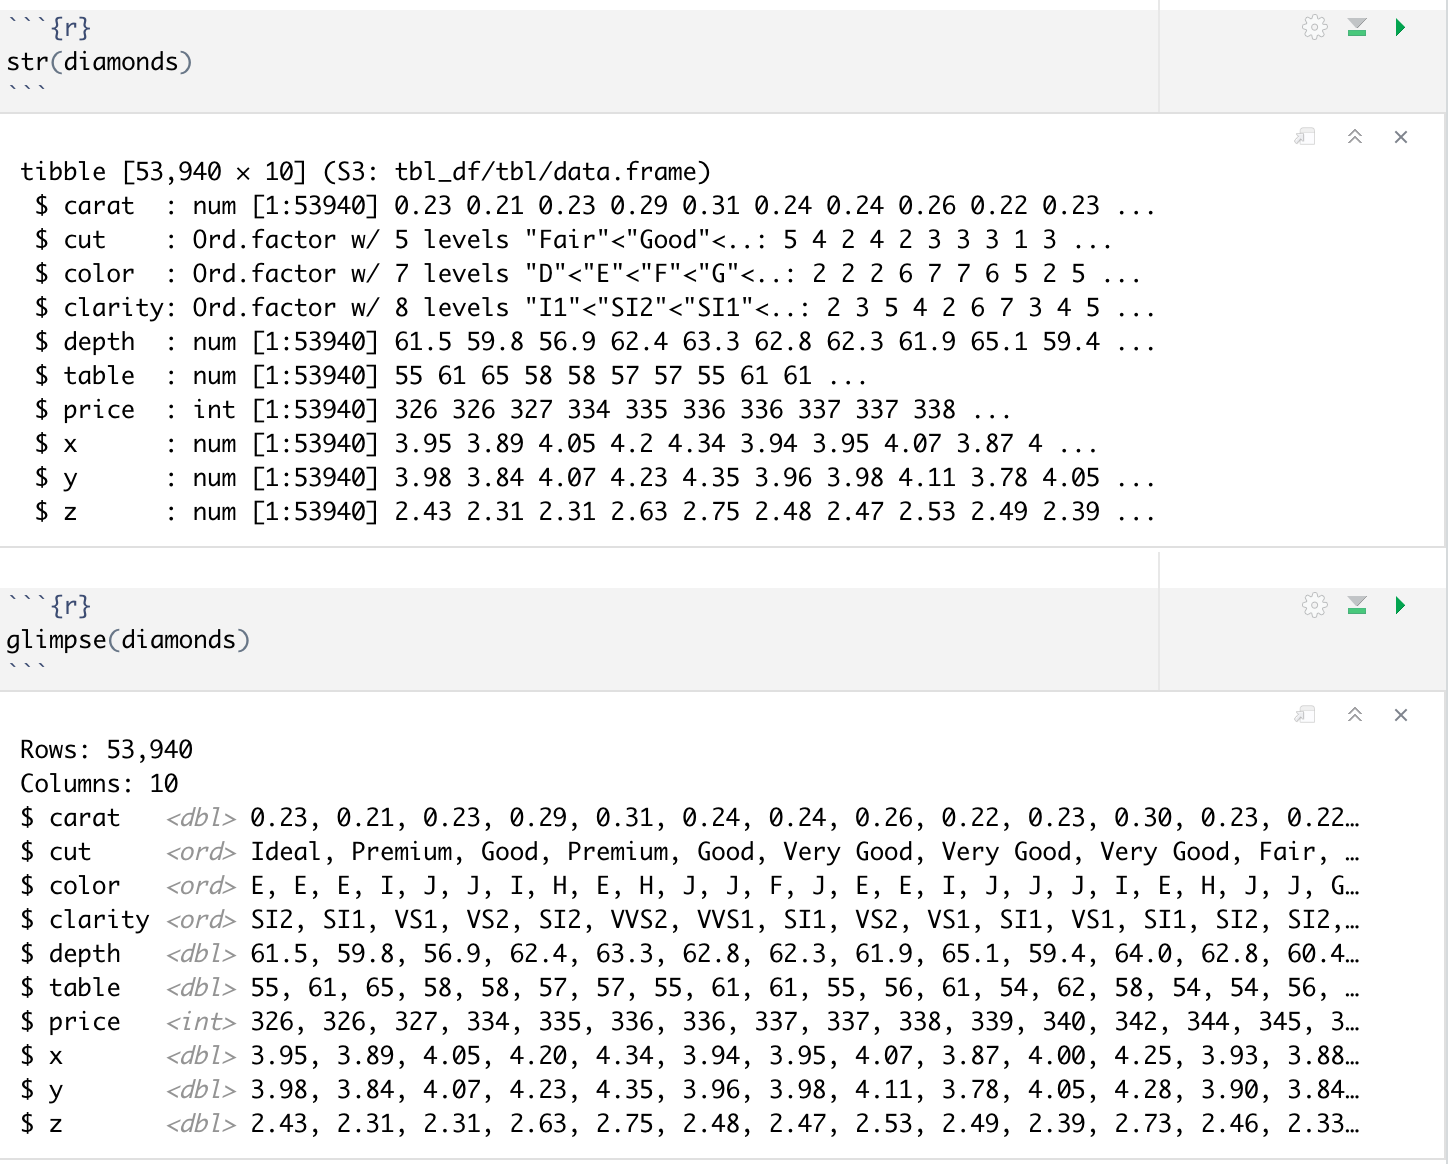 ```{r}
str(diamonds)
```
tibble [53,940 × 10] (S3: tbl_df/tbl/data.frame)
 $ carat  : num [1:53940] 0.23 0.21 0.23 0.29 0.31 0.24 0.24 0.26 0.22 0.23 ...
 $ cut    : Ord.factor w/ 5 levels "Fair"<"Good"<..: 5 4 2 4 2 3 3 3 1 3 ...
 $ color  : Ord.factor w/ 7 levels "D"<"E"<"F"<"G"<..: 2 2 2 6 7 7 6 5 2 5 ...
 $ clarity: Ord.factor w/ 8 levels "I1"<"SI2"<"SI1"<..: 2 3 5 4 2 6 7 3 4 5 ...
 $ depth  : num [1:53940] 61.5 59.8 56.9 62.4 63.3 62.8 62.3 61.9 65.1 59.4 ...
 $ table  : num [1:53940] 55 61 65 58 58 57 57 55 61 61 ...
 $ price  : int [1:53940] 326 326 327 334 335 336 336 337 337 338 ...
 $ x      : num [1:53940] 3.95 3.89 4.05 4.2 4.34 3.94 3.95 4.07 3.87 4 ...
 $ y      : num [1:53940] 3.98 3.84 4.07 4.23 4.35 3.96 3.98 4.11 3.78 4.05 ...
 $ z      : num [1:53940] 2.43 2.31 2.31 2.63 2.75 2.48 2.47 2.53 2.49 2.39 ...
```{r}
glimpse(diamonds)
```
Rows: 53,940
Columns: 10
$ carat   <dbl> 0.23, 0.21, 0.23, 0.29, 0.31, 0.24, 0.24, 0.26, 0.22, 0.23, 0.30, 0.23, 0.22…
$ cut     <ord> Ideal, Premium, Good, Premium, Good, Very Good, Very Good, Very Good, Fair, …
$ color   <ord> E, E, E, I, J, J, I, H, E, H, J, J, F, J, E, E, I, J, J, J, I, E, H, J, J, G…
$ clarity <ord> SI2, SI1, VS1, VS2, SI2, VVS2, VVS1, SI1, VS2, VS1, SI1, VS1, SI1, SI2, SI2,…
$ depth   <dbl> 61.5, 59.8, 56.9, 62.4, 63.3, 62.8, 62.3, 61.9, 65.1, 59.4, 64.0, 62.8, 60.4…
$ table   <dbl> 55, 61, 65, 58, 58, 57, 57, 55, 61, 61, 55, 56, 61, 54, 62, 58, 54, 54, 56, …
$ price   <int> 326, 326, 327, 334, 335, 336, 336, 337, 337, 338, 339, 340, 342, 344, 345, 3…
$ x       <dbl> 3.95, 3.89, 4.05, 4.20, 4.34, 3.94, 3.95, 4.07, 3.87, 4.00, 4.25, 3.93, 3.88…
$ y       <dbl> 3.98, 3.84, 4.07, 4.23, 4.35, 3.96, 3.98, 4.11, 3.78, 4.05, 4.28, 3.90, 3.84…
$ z       <dbl> 2.43, 2.31, 2.31, 2.63, 2.75, 2.48, 2.47, 2.53, 2.49, 2.39, 2.73, 2.46, 2.33…